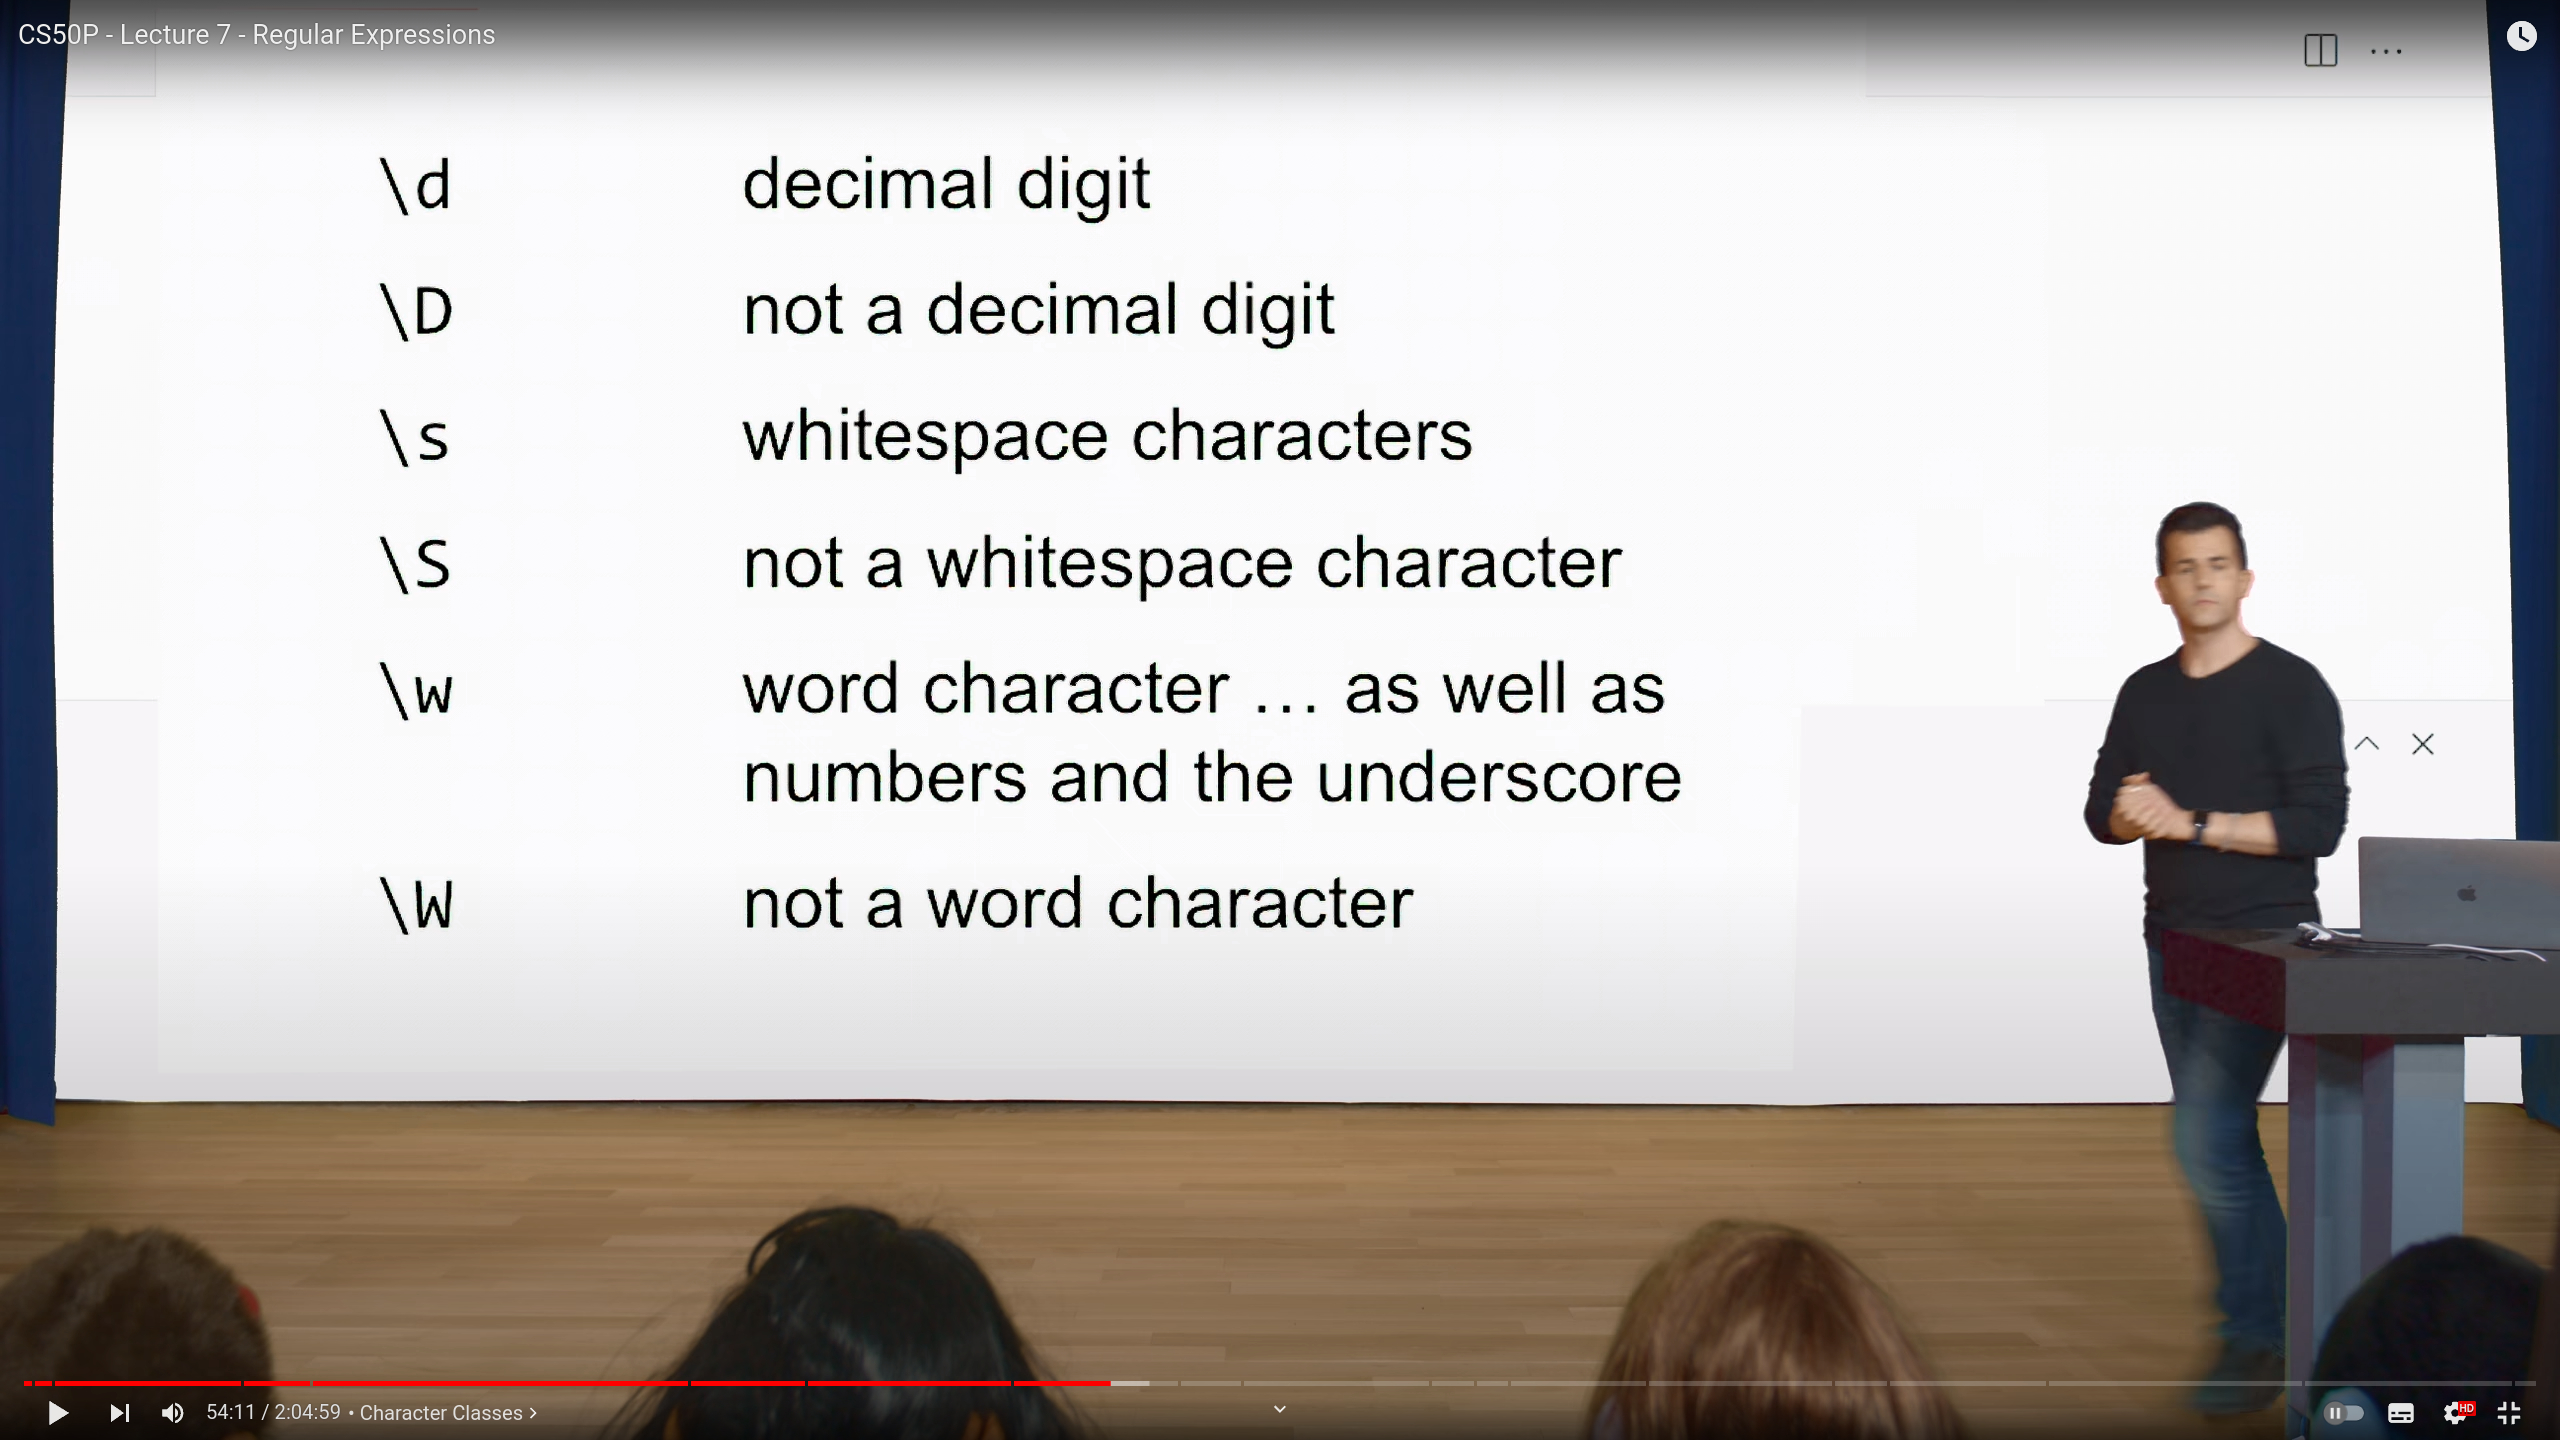 CS50P - Lecture 7 - Regular Expressions
\d decimal digit
\D not a decimal digit
\s whitespace characters
\S not a whitespace character
\w word character … as well as
numbers and the underscore
\W not a word character
54:11 / 2:04:59 • Character Classes
HD